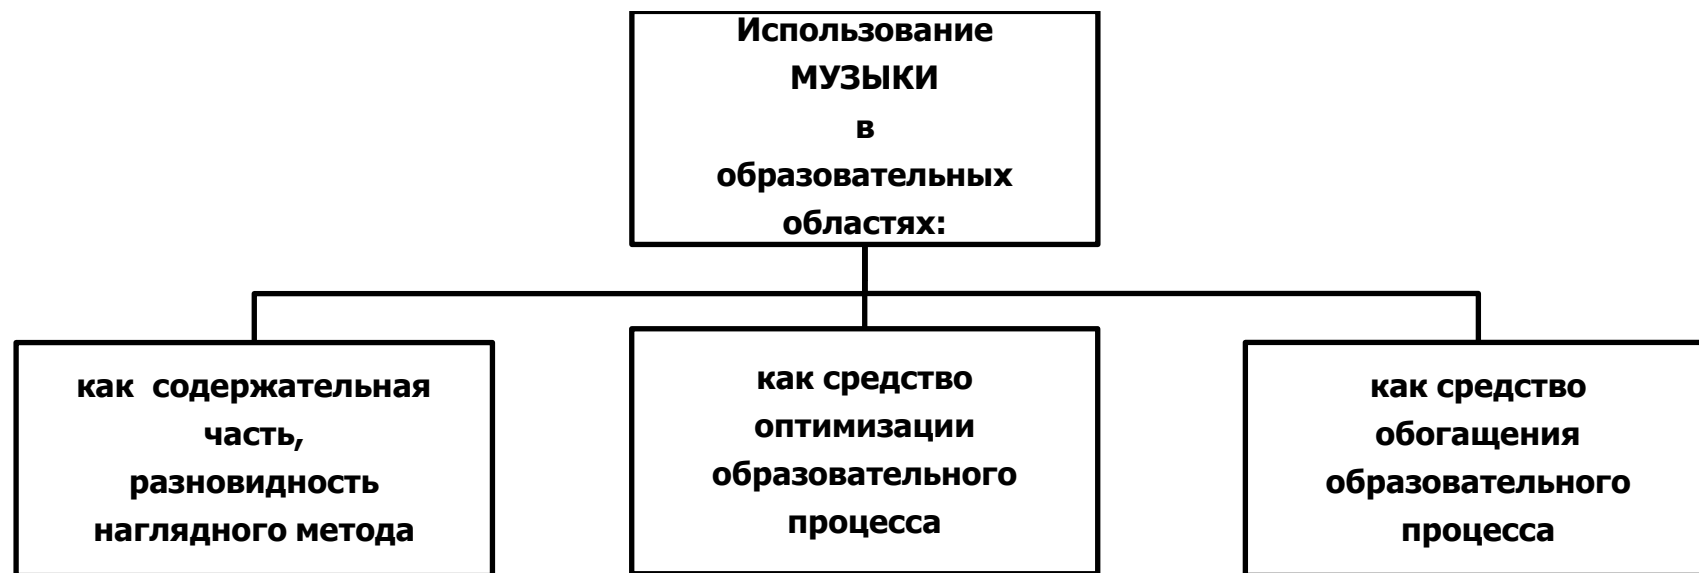 Использование
МУЗЫКИ
в
образовательных
областях:
как содержательная
часть,
разновидность
наглядного метода
как средство
оптимизации
образовательного
процесса
как средство
обогащения
образовательного
процесса